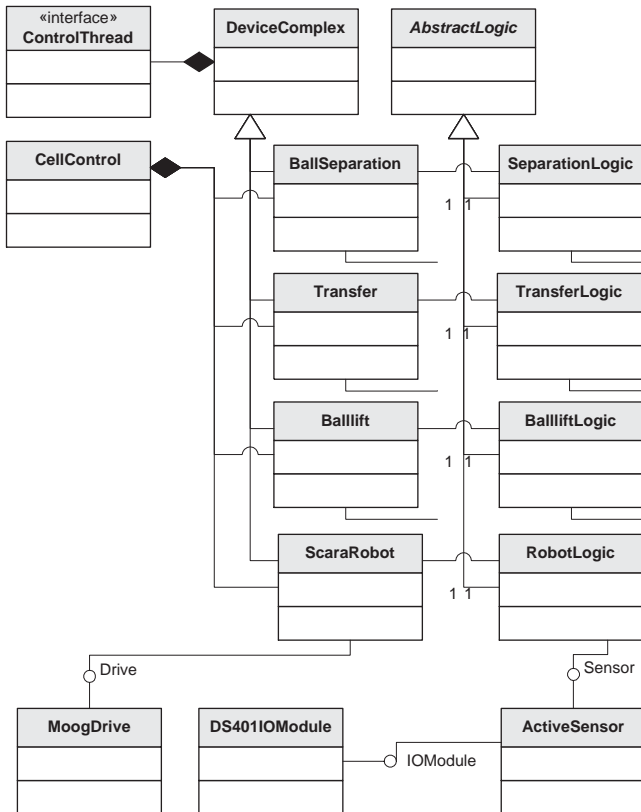 «interface»
ControlThread
DeviceComplex
AbstractLogic
CellControl
BallSeparation
SeparationLogic
1 1
Transfer
TransferLogic
1 1
Balllift
BallliftLogic
1 1
ScaraRobot
RobotLogic
1 1
Drive
Sensor
MoogDrive
DS401IOModule
ActiveSensor
IOModule